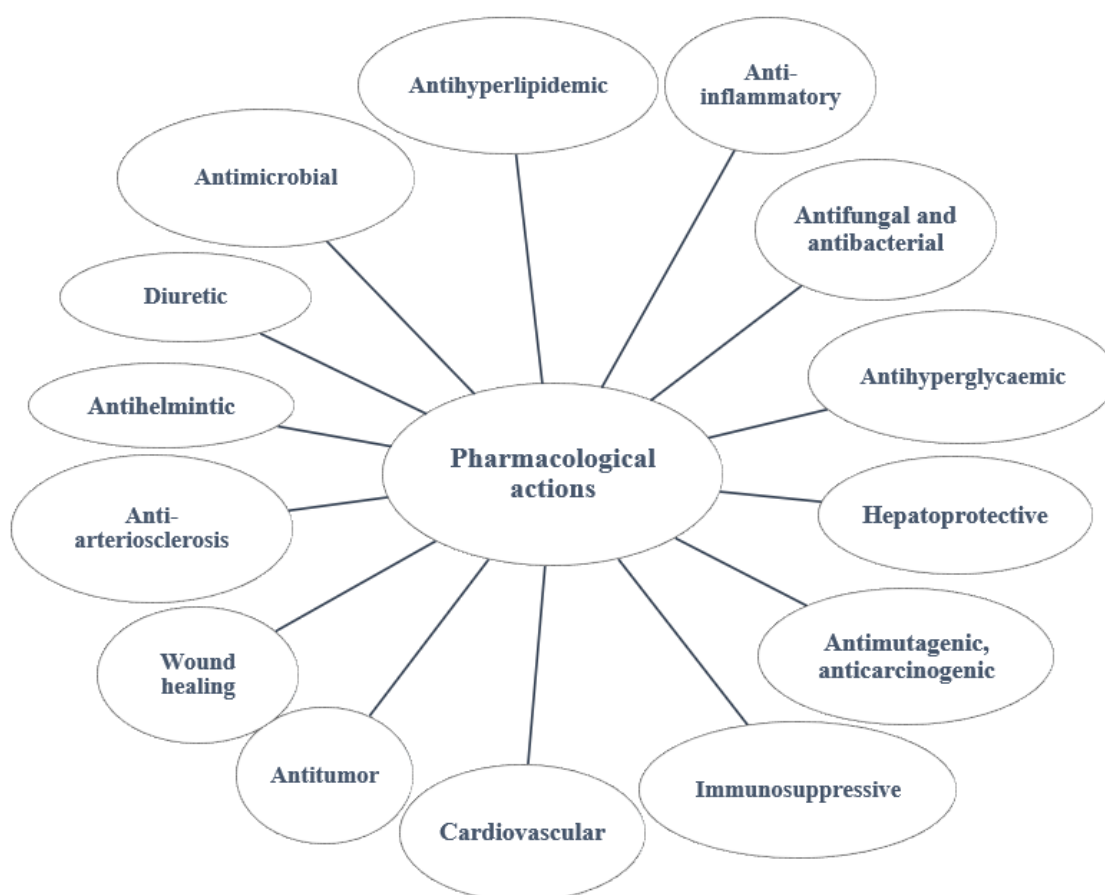 Antihyperlipidemic
Anti-
inflammatory
Antimicrobial
Antifungal and
antibacterial
Diuretic
Antihyperglycaemic
Antihelmintic
Pharmacological
actions
Anti-
arteriosclerosis
Hepatoprotective
Wound
healing
Antimutagenic,
anticarcinogenic
Antitumor
Immunosuppressive
Cardiovascular